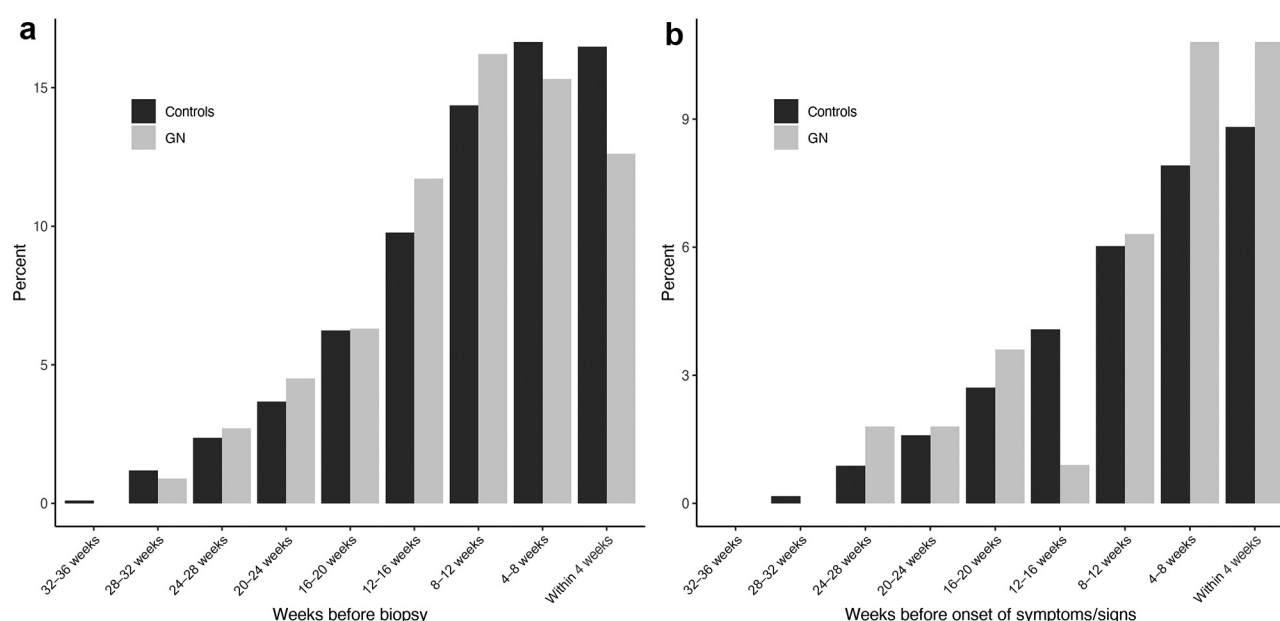 a
Controls
GN
15
10
5
0
Percent
32–36 weeks
28–32 weeks
24–28 weeks
20–24 weeks
16–20 weeks
12–16 weeks
8–12 weeks
4–8 weeks
Within 4 weeks
Weeks before biopsy
b
Controls
GN
9
6
3
0
Percent
32–36 weeks
28–32 weeks
24–28 weeks
20–24 weeks
16–20 weeks
12–16 weeks
8–12 weeks
4–8 weeks
Within 4 weeks
Weeks before onset of symptoms/signs